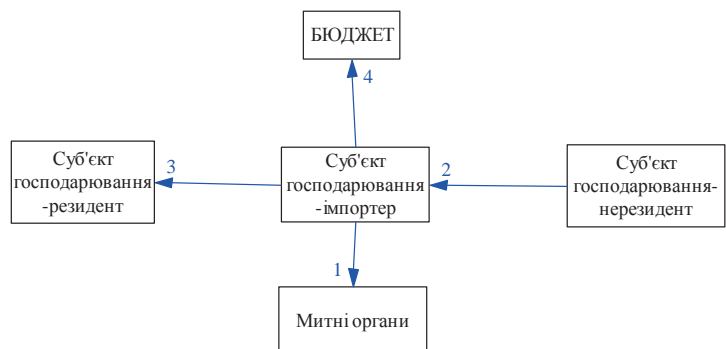 БЮДЖЕТ
4
Суб'єкт
господарювання
-резидент
3
Суб'єкт
господарювання
-імпортер
2
Суб'єкт
господарювання-
нерезидент
1
Митні органи